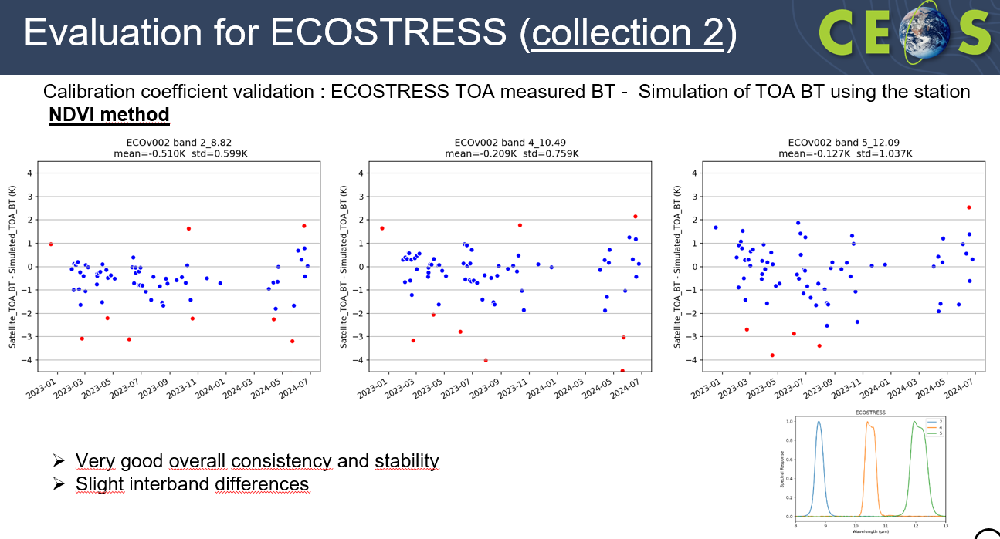 Evaluation for ECOSTRESS (collection 2)
CEOS
Calibration coefficient validation : ECOSTRESS TOA measured BT - Simulation of TOA BT using the station
NDVI method
ECOv002 band 2_8.82
mean=-0.510K std=0.599K
Satellite_TOA_BT - Simulated_TOA_BT (K)
4
3
2
1
0
−1
−2
−3
−4
2023-01 2023-03 2023-05 2023-07 2023-09 2023-11 2024-01 2024-03 2024-05 2024-07
ECOv002 band 4_10.49
mean=-0.209K std=0.759K
Satellite_TOA_BT - Simulated_TOA_BT (K)
4
3
2
1
0
−1
−2
−3
−4
2023-01 2023-03 2023-05 2023-07 2023-09 2023-11 2024-01 2024-03 2024-05 2024-07
ECOv002 band 5_12.09
mean=-0.127K std=1.037K
Satellite_TOA_BT - Simulated_TOA_BT (K)
4
3
2
1
0
−1
−2
−3
−4
2023-01 2023-03 2023-05 2023-07 2023-09 2023-11 2024-01 2024-03 2024-05 2024-07
➢ Very good overall consistency and stability
➢ Slight interband differences
ECOSTRESS
Spectral Response
1.0
0.8
0.6
0.4
0.2
0.0
2
4
5
8 9 10 11 12 13
Wavelength (μm)